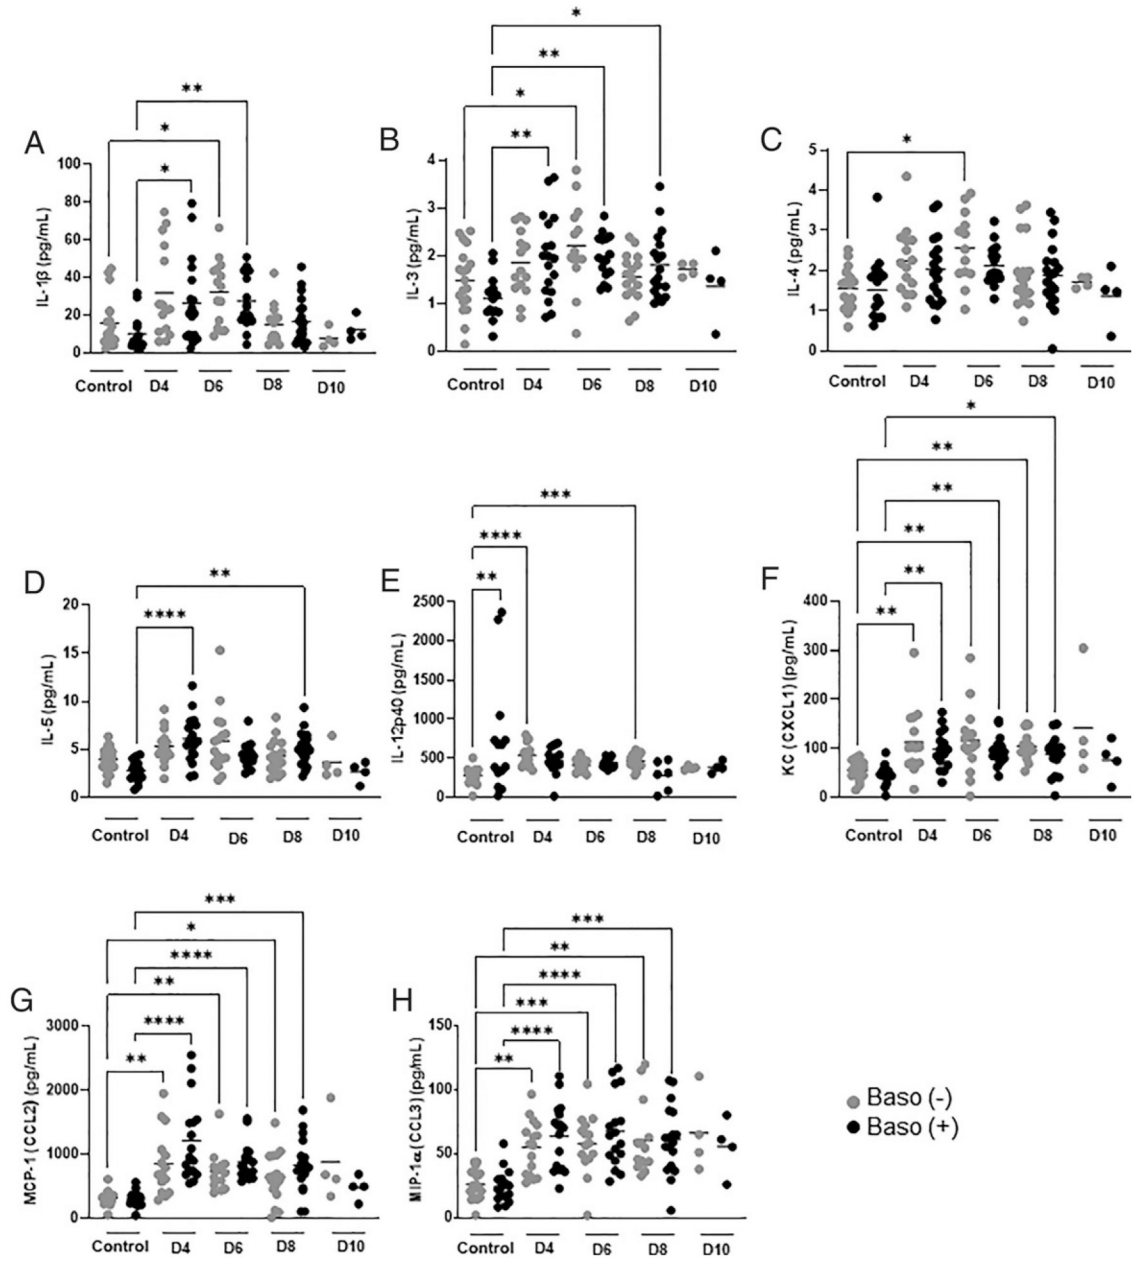 A
IL-1β (pg/mL)
100
80
60
40
20
0
**
*
*
Control D4 D6 D8 D10
B
IL-3 (pg/mL)
4
3
2
1
0
*
**
*
**
Control D4 D6 D8 D10
C
IL-4 (pg/mL)
5
4
3
2
1
0
*
Control D4 D6 D8 D10
D
IL-5 (pg/mL)
20
15
10
5
0
**
****
Control D4 D6 D8 D10
E
IL-12p40 (pg/mL)
2500
2000
1500
1000
500
0
***
****
**
Control D4 D6 D8 D10
F
KC (CXCL1) (pg/mL)
400
300
200
100
0
*
**
**
**
**
**
Control D4 D6 D8 D10
G
MCP-1 (CCL2) (pg/mL)
3000
2000
1000
0
***
*
****
**
****
**
Control D4 D6 D8 D10
H
MIP-1α (CCL3) (pg/mL)
150
100
50
0
***
**
****
***
****
**
Control D4 D6 D8 D10
Baso (-)
Baso (+)